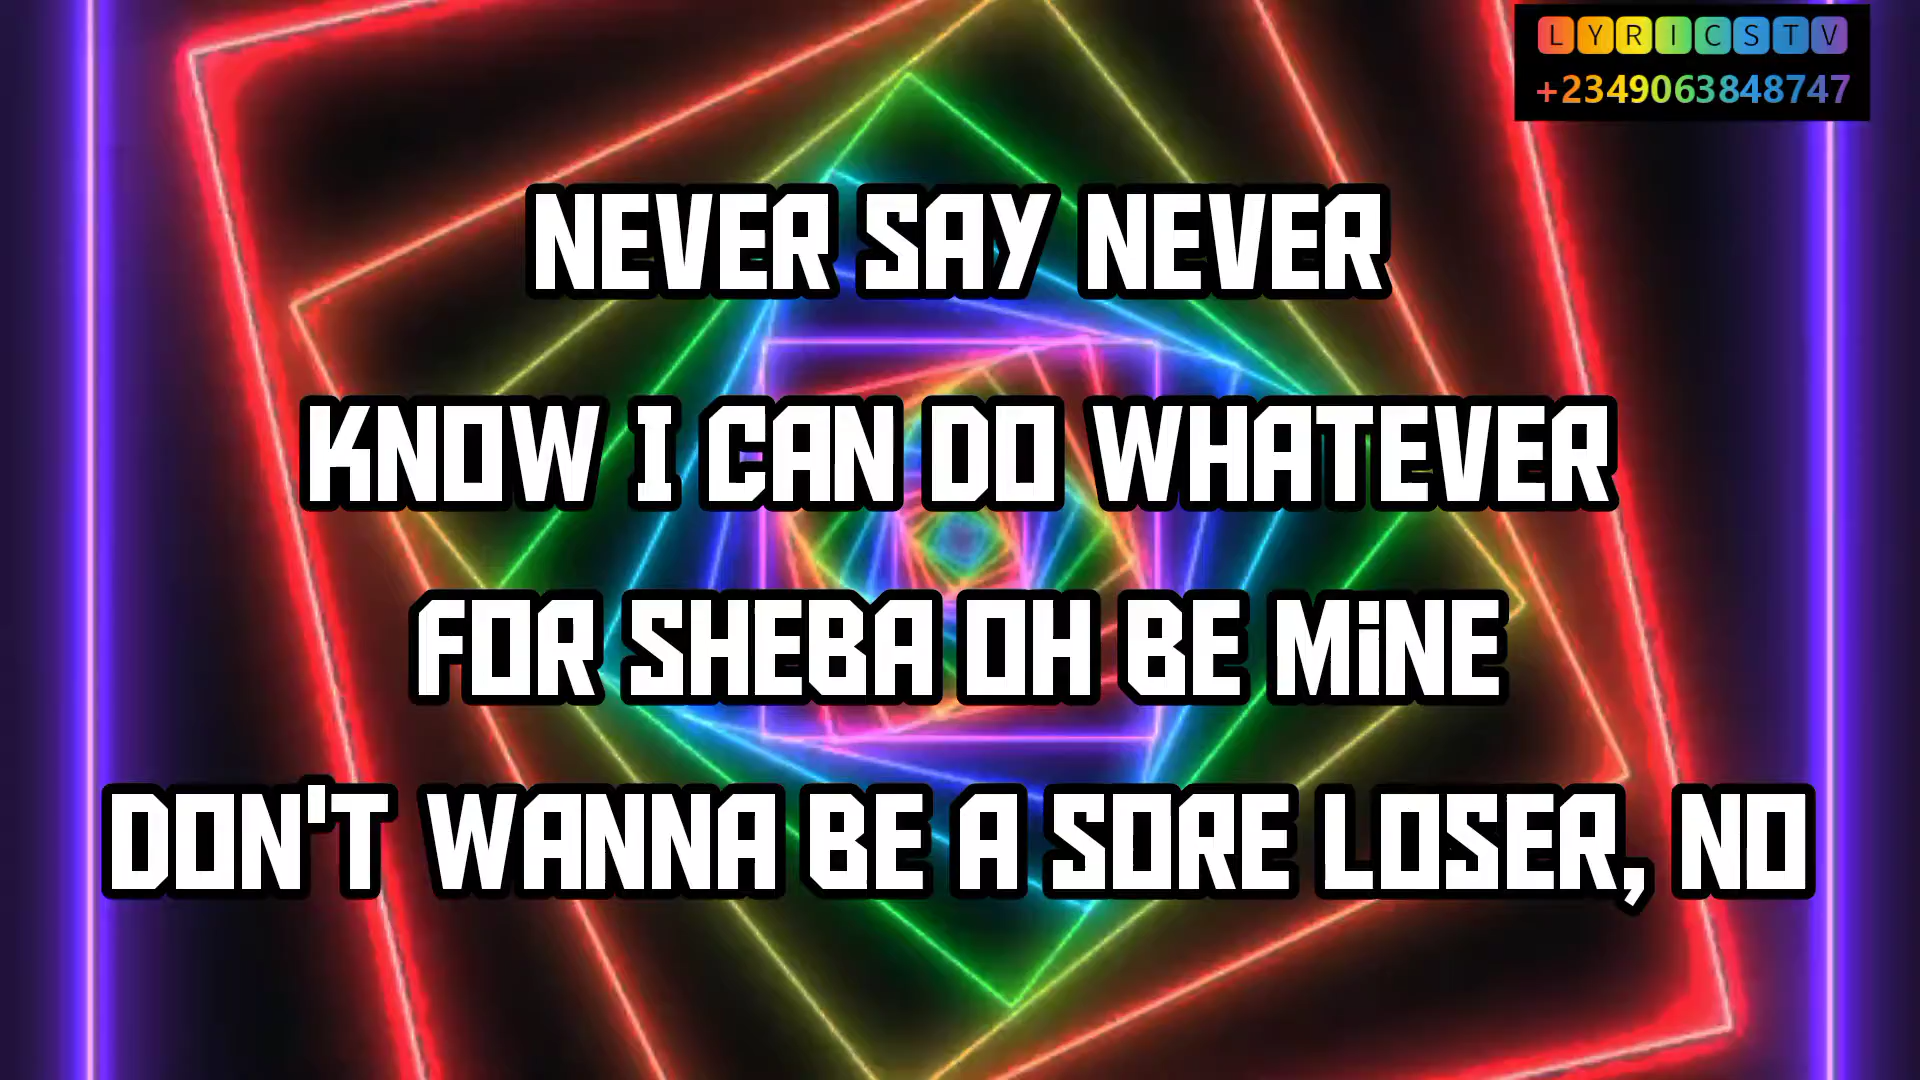 LYRICSTV
+2349063848747
NEVER SAY NEVER
KNOW I CAN DO WHATEVER
FOR SHEBA OH BE MiNE
DON'T WANNA BE A SORE LOSER, NO